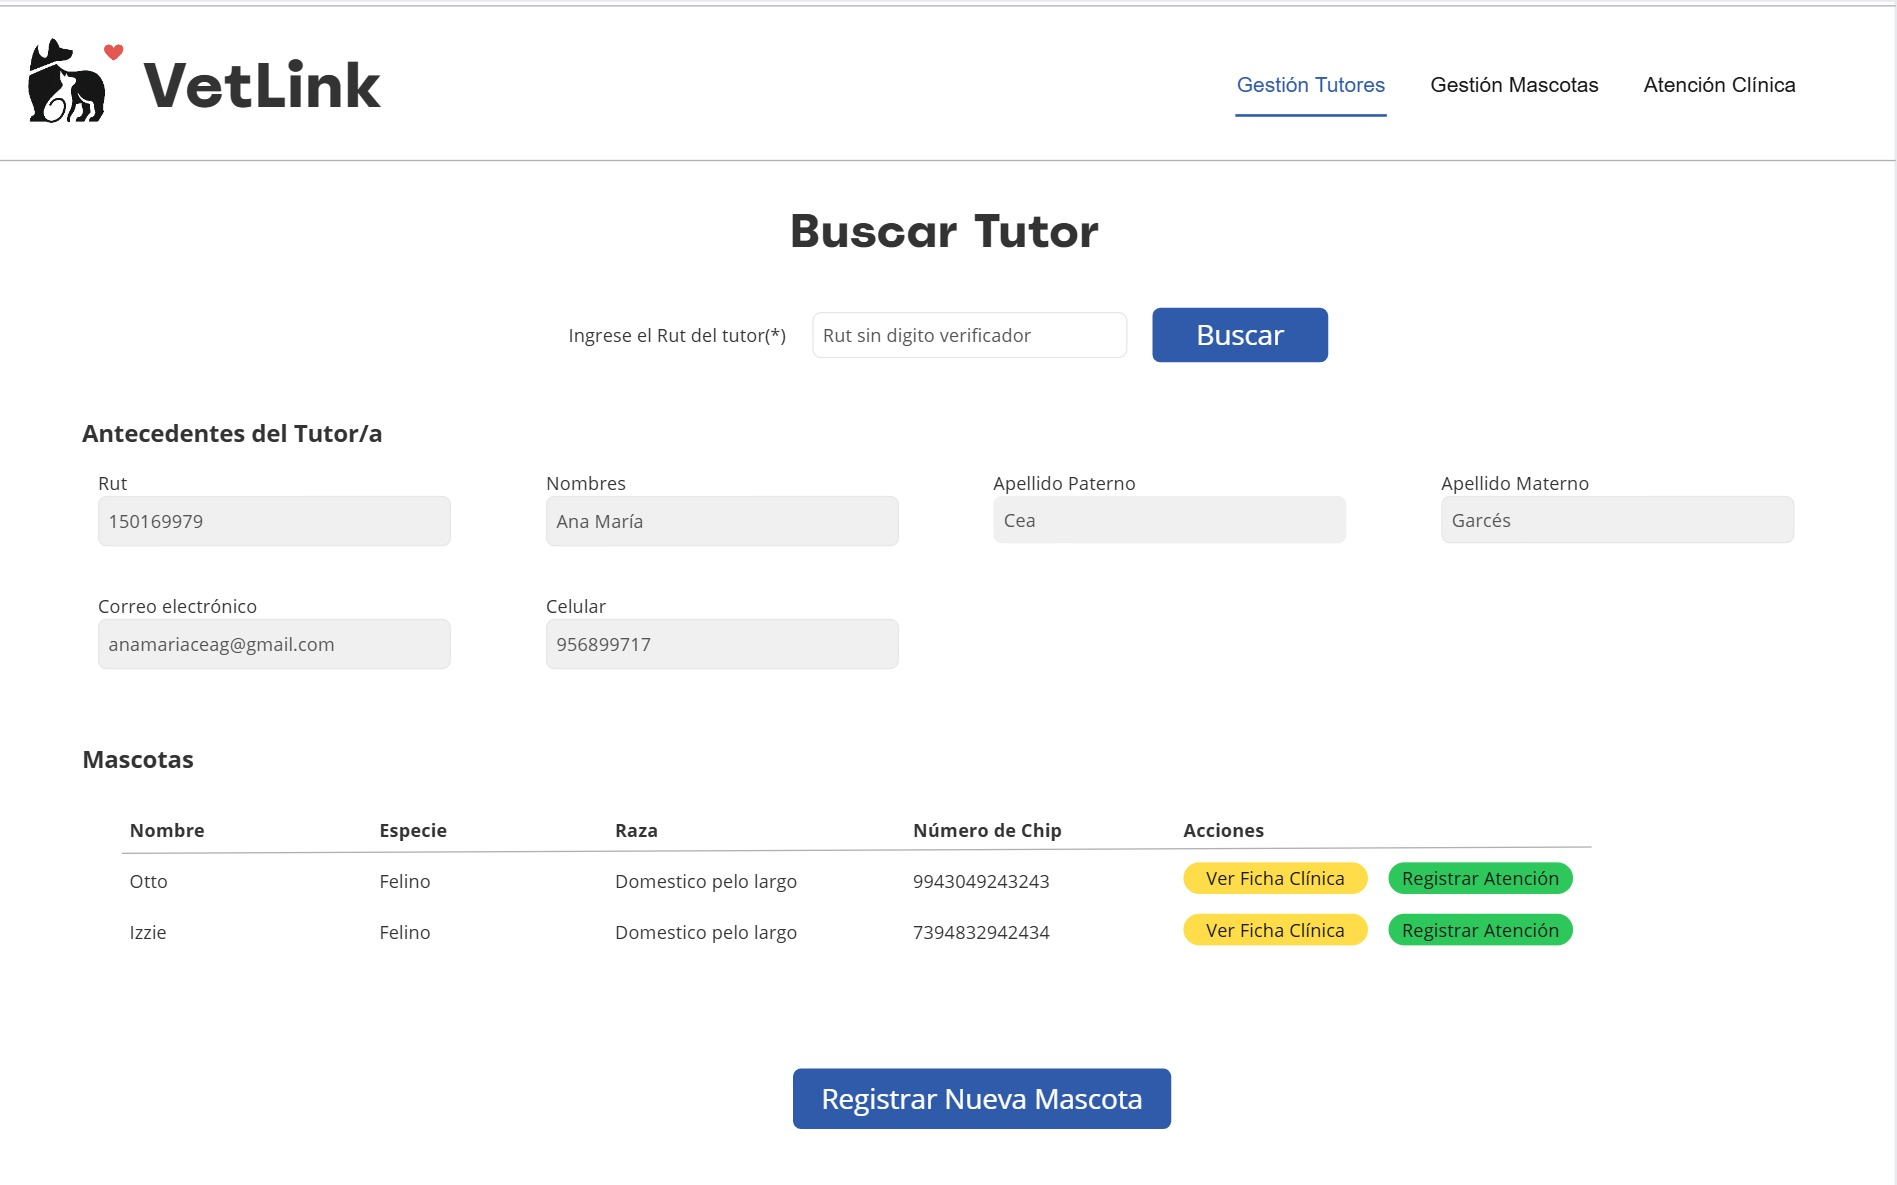 VetLink
Gestión Tutores Gestión Mascotas Atención Clínica
Buscar Tutor
Ingrese el Rut del tutor(*) Rut sin digito verificador Buscar
Antecedentes del Tutor/a
Rut Nombres Apellido Paterno Apellido Materno
150169979 Ana María Cea Garcés
Correo electrónico Celular
anamariaceag@gmail.com 956899717
Mascotas
Nombre Especie Raza Número de Chip Acciones
Otto Felino Domestico pelo largo 9943049243243 Ver Ficha Clínica Registrar Atención
Izzie Felino Domestico pelo largo 7394832942434 Ver Ficha Clínica Registrar Atención
Registrar Nueva Mascota